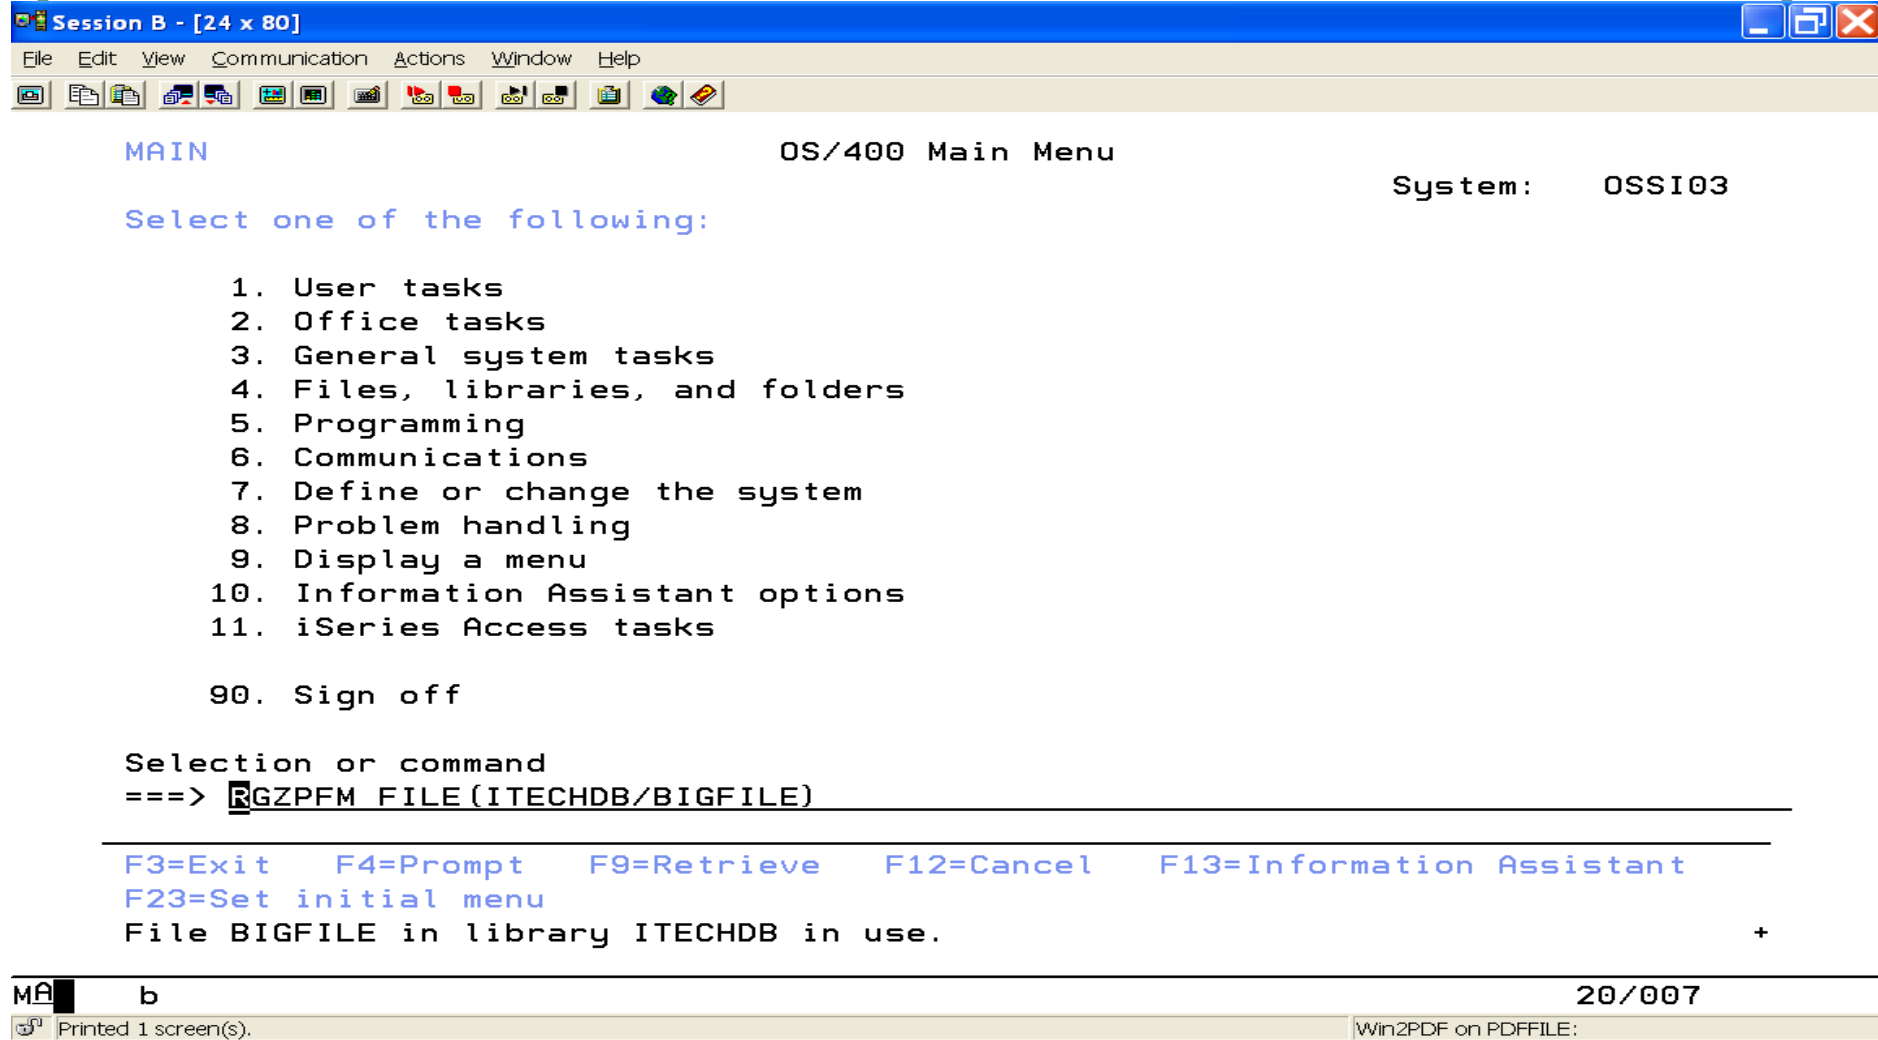 Session B - [24 x 80]
File Edit View Communication Actions Window Help
MAIN OS/400 Main Menu
System: OSSI03
Select one of the following:
1. User tasks
2. Office tasks
3. General system tasks
4. Files, libraries, and folders
5. Programming
6. Communications
7. Define or change the system
8. Problem handling
9. Display a menu
10. Information Assistant options
11. iSeries Access tasks
90. Sign off
Selection or command
===> RGZPFM FILE(ITECHDB/BIGFILE)
F3=Exit F4=Prompt F9=Retrieve F12=Cancel F13=Information Assistant
F23=Set initial menu
File BIGFILE in library ITECHDB in use. +
MA b 20/007
Printed 1 screen(s). Win2PDF on PDFFILE: